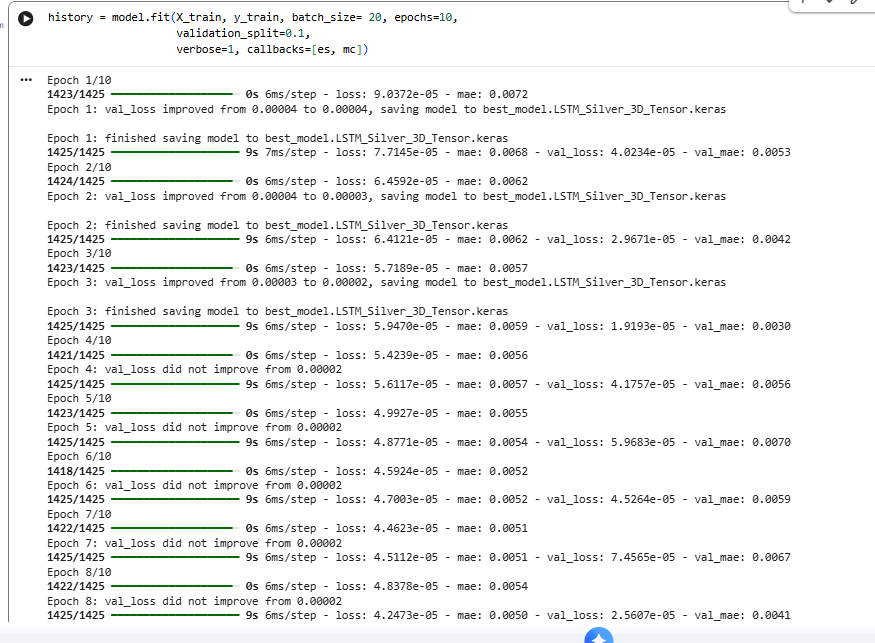 history = model.fit(X_train, y_train, batch_size= 20, epochs=10,
validation_split=0.1,
verbose=1, callbacks=[es, mc])
Epoch 1/10
1423/1425 ━━━━━━━━━━━━━━━━━━━━ 0s 6ms/step - loss: 9.0372e-05 - mae: 0.0072
Epoch 1: val_loss improved from 0.00004 to 0.00004, saving model to best_model.LSTM_Silver_3D_Tensor.keras
Epoch 1: finished saving model to best_model.LSTM_Silver_3D_Tensor.keras
1425/1425 ━━━━━━━━━━━━━━━━━━━━ 9s 7ms/step - loss: 7.7145e-05 - mae: 0.0068 - val_loss: 4.0234e-05 - val_mae: 0.0053
Epoch 2/10
1424/1425 ━━━━━━━━━━━━━━━━━━━━ 0s 6ms/step - loss: 6.4592e-05 - mae: 0.0062
Epoch 2: val_loss improved from 0.00004 to 0.00003, saving model to best_model.LSTM_Silver_3D_Tensor.keras
Epoch 2: finished saving model to best_model.LSTM_Silver_3D_Tensor.keras
1425/1425 ━━━━━━━━━━━━━━━━━━━━ 9s 6ms/step - loss: 6.4121e-05 - mae: 0.0062 - val_loss: 2.9671e-05 - val_mae: 0.0042
Epoch 3/10
1423/1425 ━━━━━━━━━━━━━━━━━━━━ 0s 6ms/step - loss: 5.7189e-05 - mae: 0.0057
Epoch 3: val_loss improved from 0.00003 to 0.00002, saving model to best_model.LSTM_Silver_3D_Tensor.keras
Epoch 3: finished saving model to best_model.LSTM_Silver_3D_Tensor.keras
1425/1425 ━━━━━━━━━━━━━━━━━━━━ 9s 6ms/step - loss: 5.9470e-05 - mae: 0.0059 - val_loss: 1.9193e-05 - val_mae: 0.0030
Epoch 4/10
1421/1425 ━━━━━━━━━━━━━━━━━━━━ 0s 6ms/step - loss: 5.4239e-05 - mae: 0.0056
Epoch 4: val_loss did not improve from 0.00002
1425/1425 ━━━━━━━━━━━━━━━━━━━━ 9s 6ms/step - loss: 5.6117e-05 - mae: 0.0057 - val_loss: 4.1757e-05 - val_mae: 0.0056
Epoch 5/10
1423/1425 ━━━━━━━━━━━━━━━━━━━━ 0s 6ms/step - loss: 4.9927e-05 - mae: 0.0055
Epoch 5: val_loss did not improve from 0.00002
1425/1425 ━━━━━━━━━━━━━━━━━━━━ 9s 6ms/step - loss: 4.8771e-05 - mae: 0.0054 - val_loss: 5.9683e-05 - val_mae: 0.0070
Epoch 6/10
1418/1425 ━━━━━━━━━━━━━━━━━━━━ 0s 6ms/step - loss: 4.5924e-05 - mae: 0.0052
Epoch 6: val_loss did not improve from 0.00002
1425/1425 ━━━━━━━━━━━━━━━━━━━━ 9s 6ms/step - loss: 4.7003e-05 - mae: 0.0052 - val_loss: 4.5264e-05 - val_mae: 0.0059
Epoch 7/10
1422/1425 ━━━━━━━━━━━━━━━━━━━━ 0s 6ms/step - loss: 4.4623e-05 - mae: 0.0051
Epoch 7: val_loss did not improve from 0.00002
1425/1425 ━━━━━━━━━━━━━━━━━━━━ 9s 6ms/step - loss: 4.5112e-05 - mae: 0.0051 - val_loss: 7.4565e-05 - val_mae: 0.0067
Epoch 8/10
1422/1425 ━━━━━━━━━━━━━━━━━━━━ 0s 6ms/step - loss: 4.8378e-05 - mae: 0.0054
Epoch 8: val_loss did not improve from 0.00002
1425/1425 ━━━━━━━━━━━━━━━━━━━━ 9s 6ms/step - loss: 4.2473e-05 - mae: 0.0050 - val_loss: 2.5607e-05 - val_mae: 0.0041